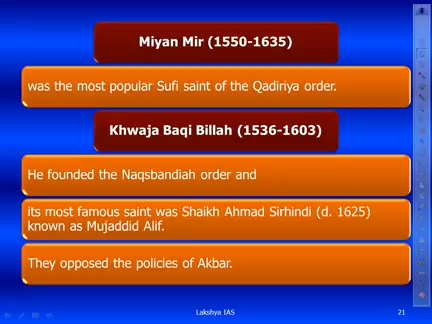 Miyan Mir (1550-1635)
was the most popular Sufi saint of the Qadiriya order.
Khwaja Baqi Billah (1536-1603)
He founded the Naqsbandiah order and
its most famous saint was Shaikh Ahmad Sirhindi (d. 1625)
known as Mujaddid Alif.
They opposed the policies of Akbar.
Lakshya IAS
21